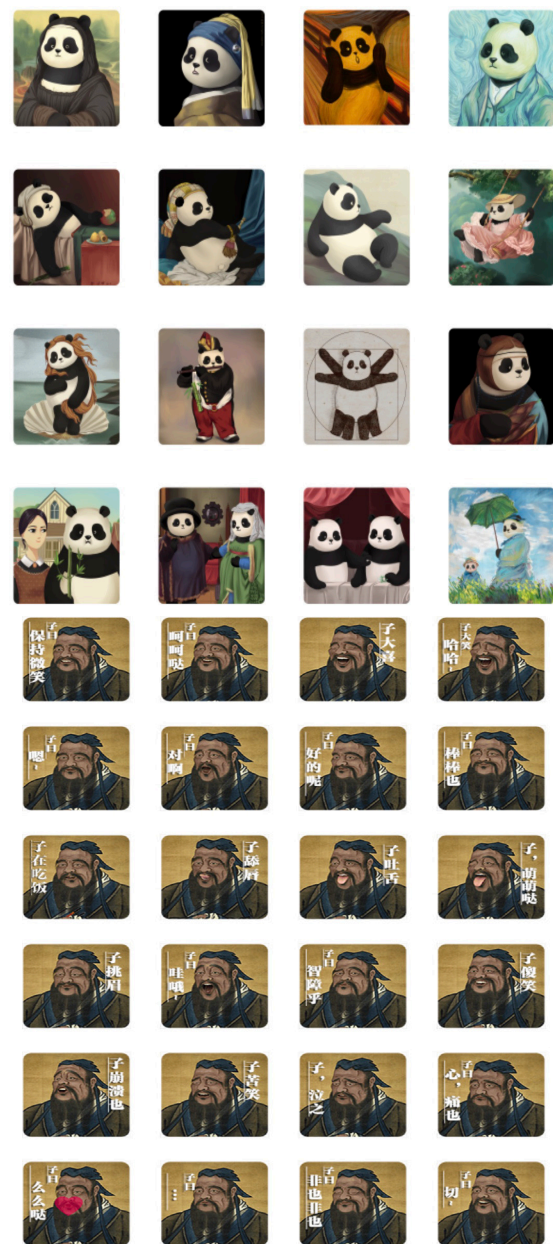 子曰
保持微笑
子曰
呵呵哒
子大喜
子大笑
哈哈~
子曰
嗯~
子曰
对啊
子曰
好的呢
子曰
棒棒也
子在吃饭
子舔唇
子吐舌
子，萌萌哒
子挑眉
子曰
哇哦~
子曰
智障乎
子傻笑
子崩溃也
子苦笑
子，泣之
子曰
心，痛也
子曰
么么哒
子曰
...
子曰
非也非也
子曰
切~